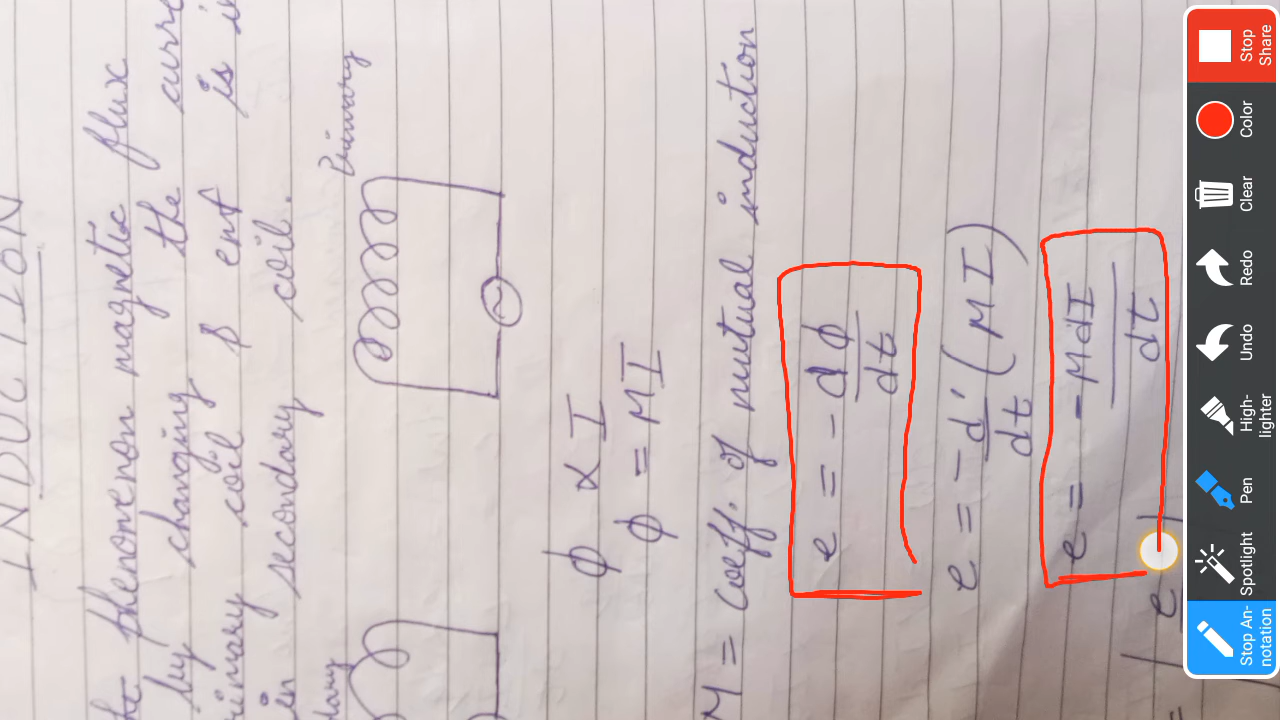 INDUCTION
phenomenon magnetic flux
by changing the curre
rimary coil & emf is i
in secondary coil.
Primary
dary
ϕ ∝ I
ϕ = MI
M = Coeff. of mutual induction
e = - dϕ/dt
e = - d/dt (MI)
e = - MdI/dt
e
Stop Share
Color
Clear
Redo
Undo
High-lighter
Pen
Spotlight
Stop An-notation